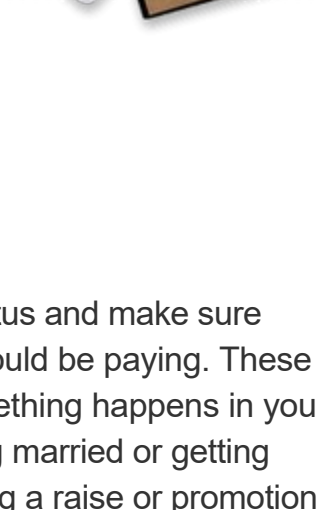 tus and make sure
ould be paying. These
ething happens in you
g married or getting
g a raise or promotion